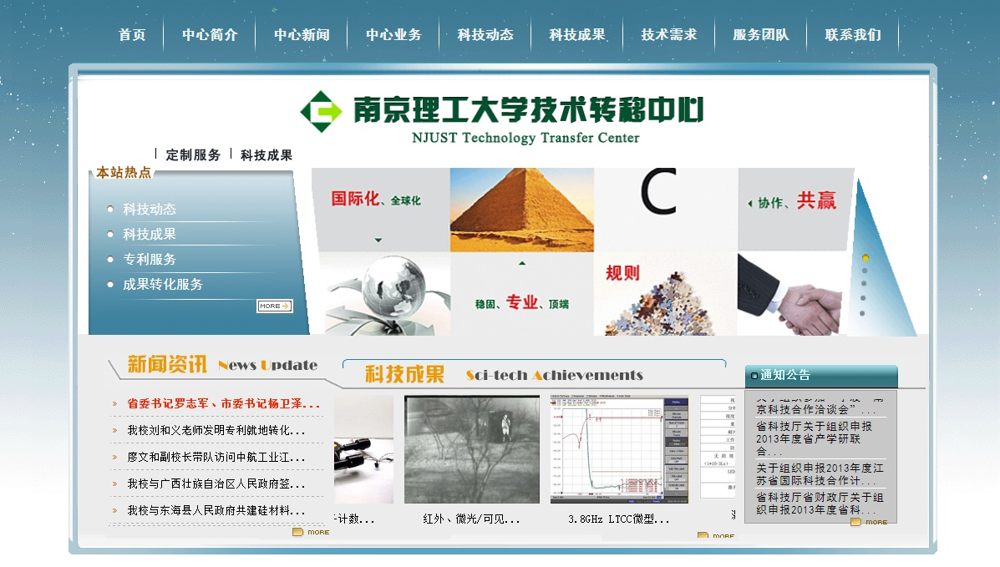 首页 中心简介 中心新闻 中心业务 科技动态 科技成果 技术需求 服务团队 联系我们
南京理工大学技术转移中心
NJUST Technology Transfer Center
定制服务 科技成果
本站热点
科技动态
科技成果
专利服务
成果转化服务
MORE
国际化、全球化
C
协作、共赢
稳固、专业、顶端
规则
新闻资讯 News Update
科技成果 Sci-tech Achievements
通知公告
省委书记罗志军、市委书记杨卫泽...
我校刘和义老师发明专利就地转化...
廖文和副校长带队访问中航工业江...
我校与广西壮族自治区人民政府签...
我校与东海县人民政府共建硅材料...
MORE
计数...
红外、微光/可见...
3.8GHz LTCC微型...
MORE
京科技合作洽谈会”...
省科技厅关于组织申报
2013年度省产学研联
合...
关于组织申报2013年度江
苏省国际科技合作计...
省科技厅省财政厅关于组
织申报2013年度省科...
MORE